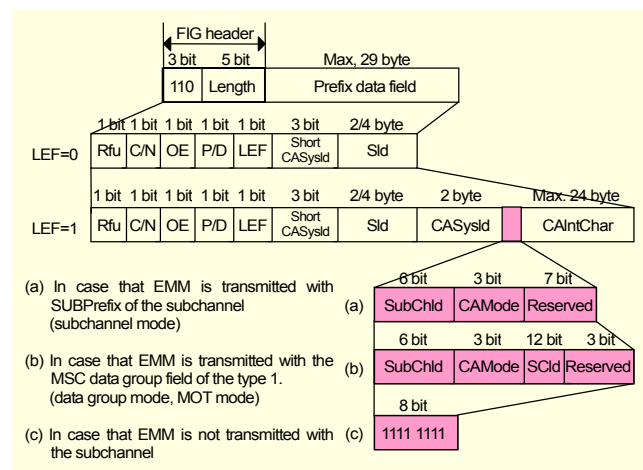 FIG header
3 bit 5 bit Max, 29 byte
110 Length Prefix data field
1 bit 1 bit 1 bit 1 bit 1 bit 3 bit 2/4 byte
LEF=0 Rfu C/N OE P/D LEF Short CASysId SId
1 bit 1 bit 1 bit 1 bit 1 bit 3 bit 2/4 byte 2 byte Max. 24 byte
LEF=1 Rfu C/N OE P/D LEF Short CASysId SId CASysId CAIntChar
(a) In case that EMM is transmitted with
SUBPrefix of the subchannel
(subchannel mode)
6 bit 3 bit 7 bit
(a) SubChId CAMode Reserved
(b) In case that EMM is transmitted with the
MSC data group field of the type 1.
(data group mode, MOT mode)
6 bit 3 bit 12 bit 3 bit
(b) SubChId CAMode SCId Reserved
(c) In case that EMM is not transmitted with
the subchannel
8 bit
(c) 1111 1111